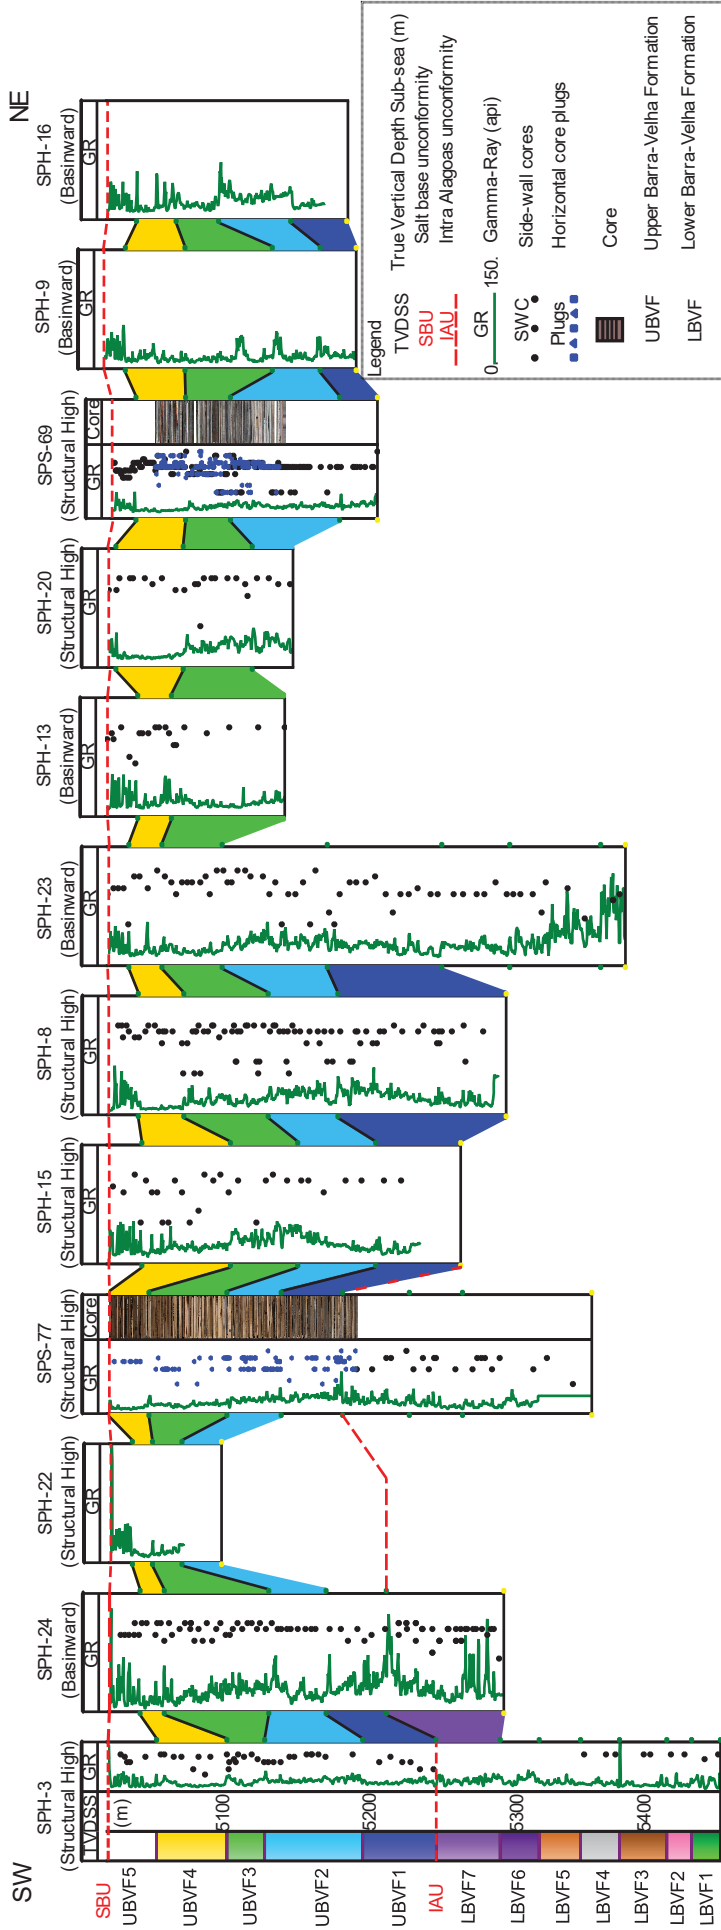 SW
NE
SPH-3
(Structural High)
TVDSS
GR
(m)
5100
5200
5300
5400
SPH-24
(Basinward)
GR
SPH-22
(Structural High)
GR
SPS-77
(Structural High)
GR
Core
SPH-15
(Structural High)
GR
SPH-8
(Structural High)
GR
SPH-23
(Basinward)
GR
SPH-13
(Basinward)
GR
SPH-20
(Structural High)
GR
SPS-69
(Structural High)
GR
Core
SPH-9
(Basinward)
GR
SPH-16
(Basinward)
GR
SBU
UBVF5
UBVF4
UBVF3
UBVF2
UBVF1
IAU
LBVF7
LBVF6
LBVF5
LBVF4
LBVF3
LBVF2
LBVF1
Legend
TVDSS True Vertical Depth Sub-sea (m)
SBU Salt base unconformity
IAU Intra Alagoas unconformity
GR
0. 150. Gamma-Ray (api)
SWC Side-wall cores
Plugs Horizontal core plugs
Core
UBVF Upper Barra-Velha Formation
LBVF Lower Barra-Velha Formation